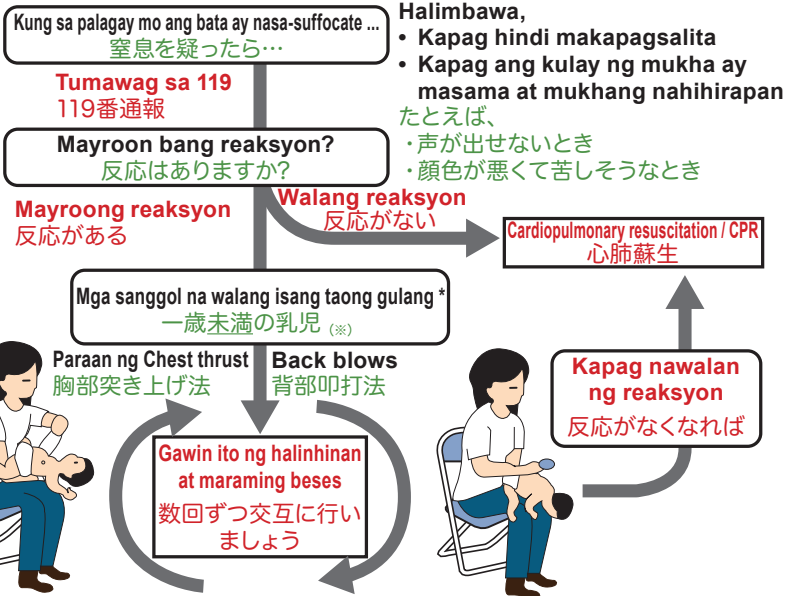 Kung sa palagay mo ang bata ay nasa-suffocate ...
窒息を疑ったら…
Halimbawa,
• Kapag hindi makapagsalita
• Kapag ang kulay ng mukha ay
masama at mukhang nahihirapan
たとえば、
・声が出せないとき
・顔色が悪くて苦しそうなとき
Tumawag sa 119
119番通報
Mayroon bang reaksyon?
反応はありますか?
Mayroong reaksyon
反応がある
Walang reaksyon
反応がない
Cardiopulmonary resuscitation / CPR
心肺蘇生
Mga sanggol na walang isang taong gulang *
一歳未満の乳児 (※)
Paraan ng Chest thrust
胸部突き上げ法
Back blows
背部叩打法
Gawin ito ng halinhinan
at maraming beses
数回ずつ交互に行い
ましょう
Kapag nawalan
ng reaksyon
反応がなくなれば